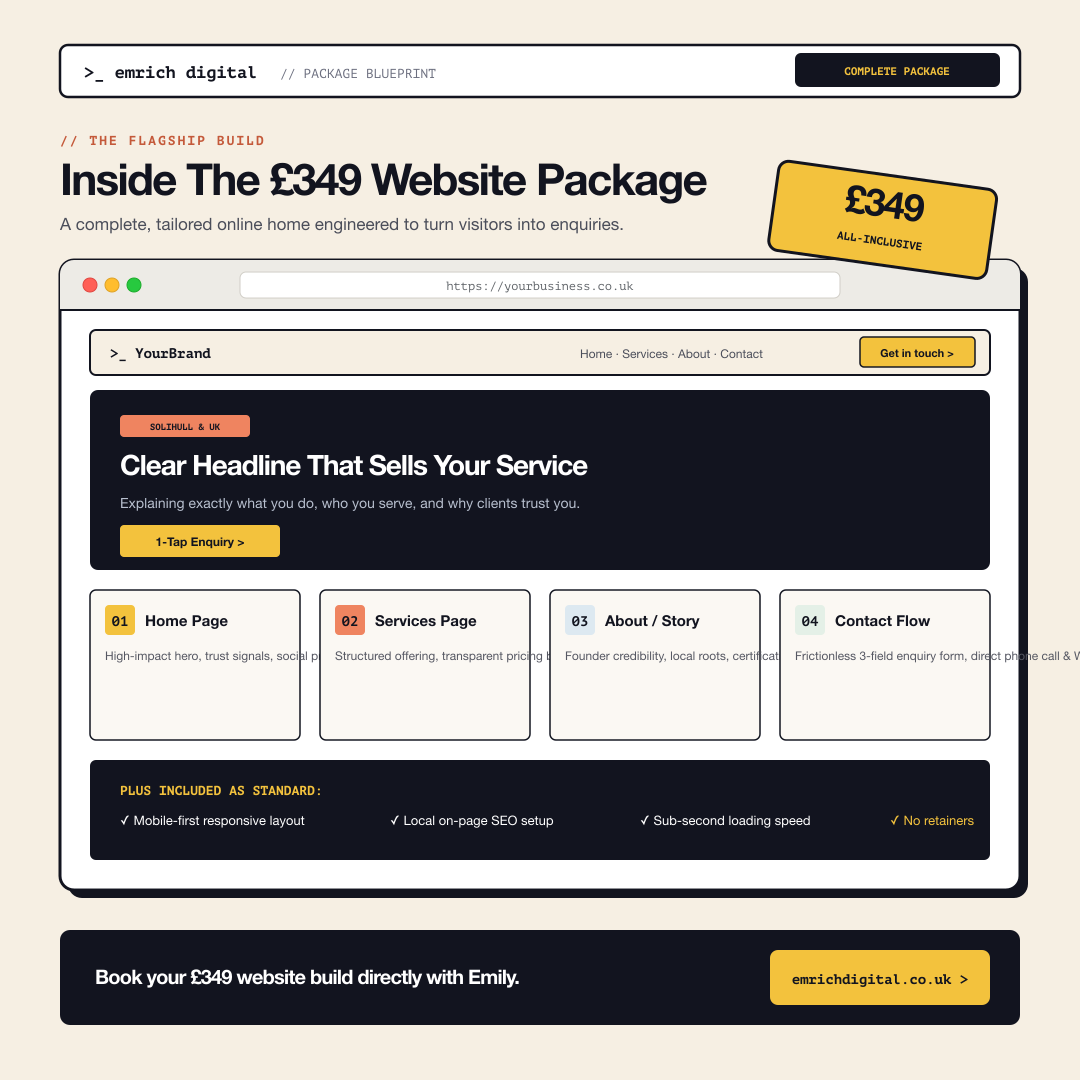 >_ emrich digital // PACKAGE BLUEPRINT COMPLETE PACKAGE
// THE FLAGSHIP BUILD
Inside The £349 Website Package
A complete, tailored online home engineered to turn visitors into enquiries.
£349
ALL-INCLUSIVE
https://yourbusiness.co.uk
>_ YourBrand Home · Services · About · Contact Get in touch >
SOLIHULL & UK
Clear Headline That Sells Your Service
Explaining exactly what you do, who you serve, and why clients trust you.
1-Tap Enquiry >
01 Home Page
High-impact hero, trust signals, social
02 Services Page
Structured offering, transparent pricing
03 About / Story
Founder credibility, local roots,
04 Contact Flow
Frictionless 3-field enquiry form, direct phone call &
PLUS INCLUDED AS STANDARD:
✓ Mobile-first responsive layout ✓ Local on-page SEO setup ✓ Sub-second loading speed ✓ No retainers
Book your £349 website build directly with Emily.
emrichdigital.co.uk >